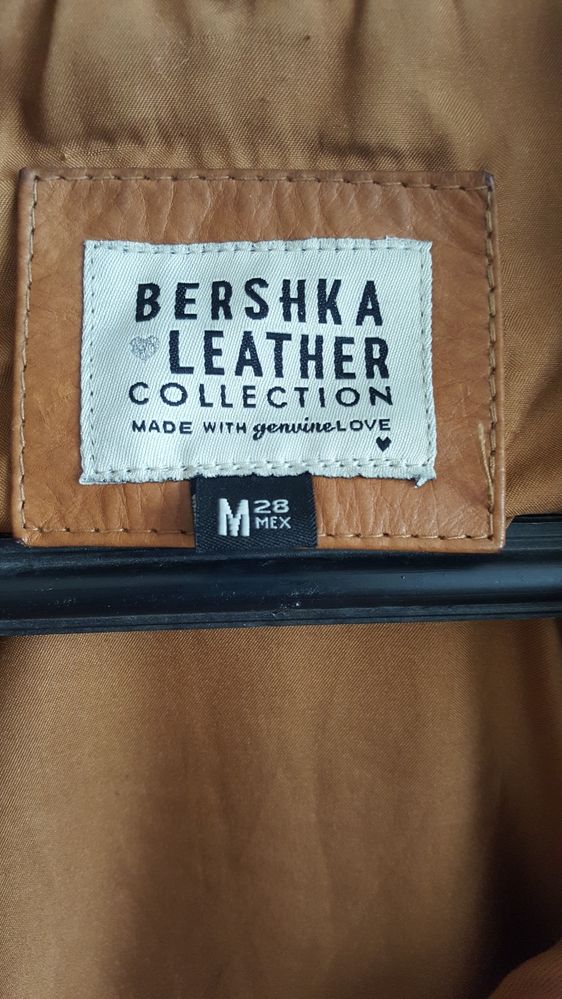 BERSHKA
LEATHER
COLLECTION
MADE WITH genuine LOVE
M 28
MEX